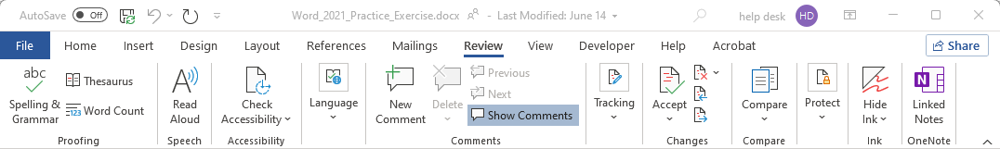 AutoSave Off Word_2021_Practice_Exercise.docx - Last Modified: June 14 help desk HD
File Home Insert Design Layout References Mailings Review View Developer Help Acrobat Share
abc Spelling & Grammar
Thesaurus
Word Count
Proofing
Read Aloud
Speech
Check Accessibility
Accessibility
Language
New Comment
Delete
Previous
Next
Show Comments
Comments
Tracking
Accept
Changes
Compare
Compare
Protect
Hide Ink
Ink
N
Linked Notes
OneNote